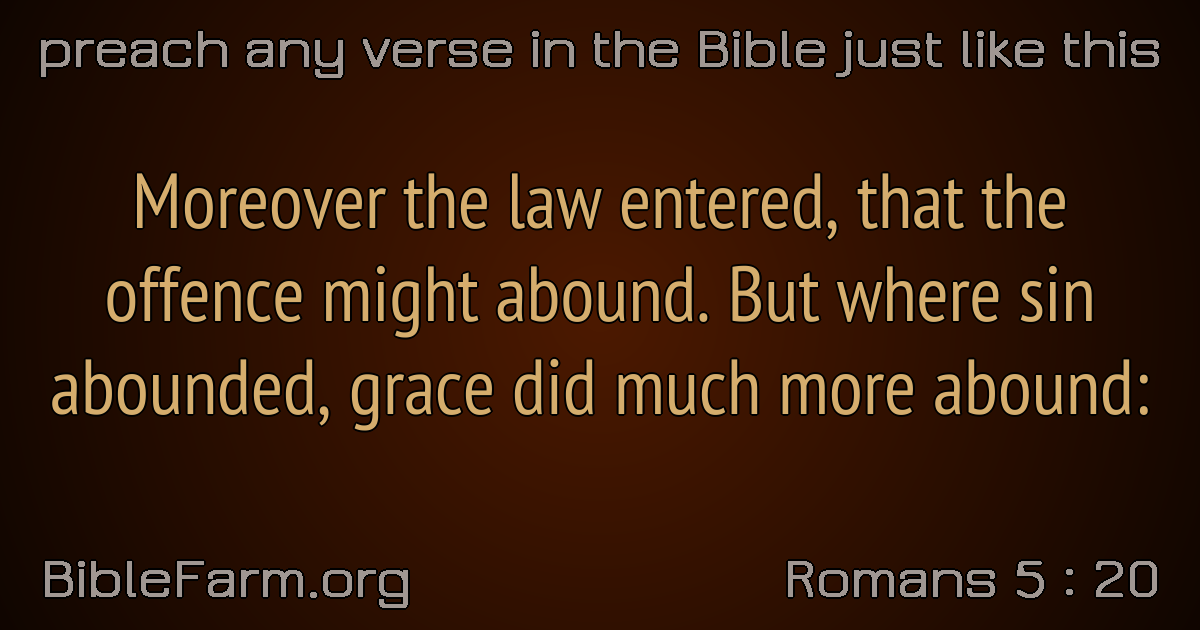 preach any verse in the Bible just like this
Moreover the law entered, that the
offence might abound. But where sin
abounded, grace did much more abound:
BibleFarm.org
Romans 5 : 20